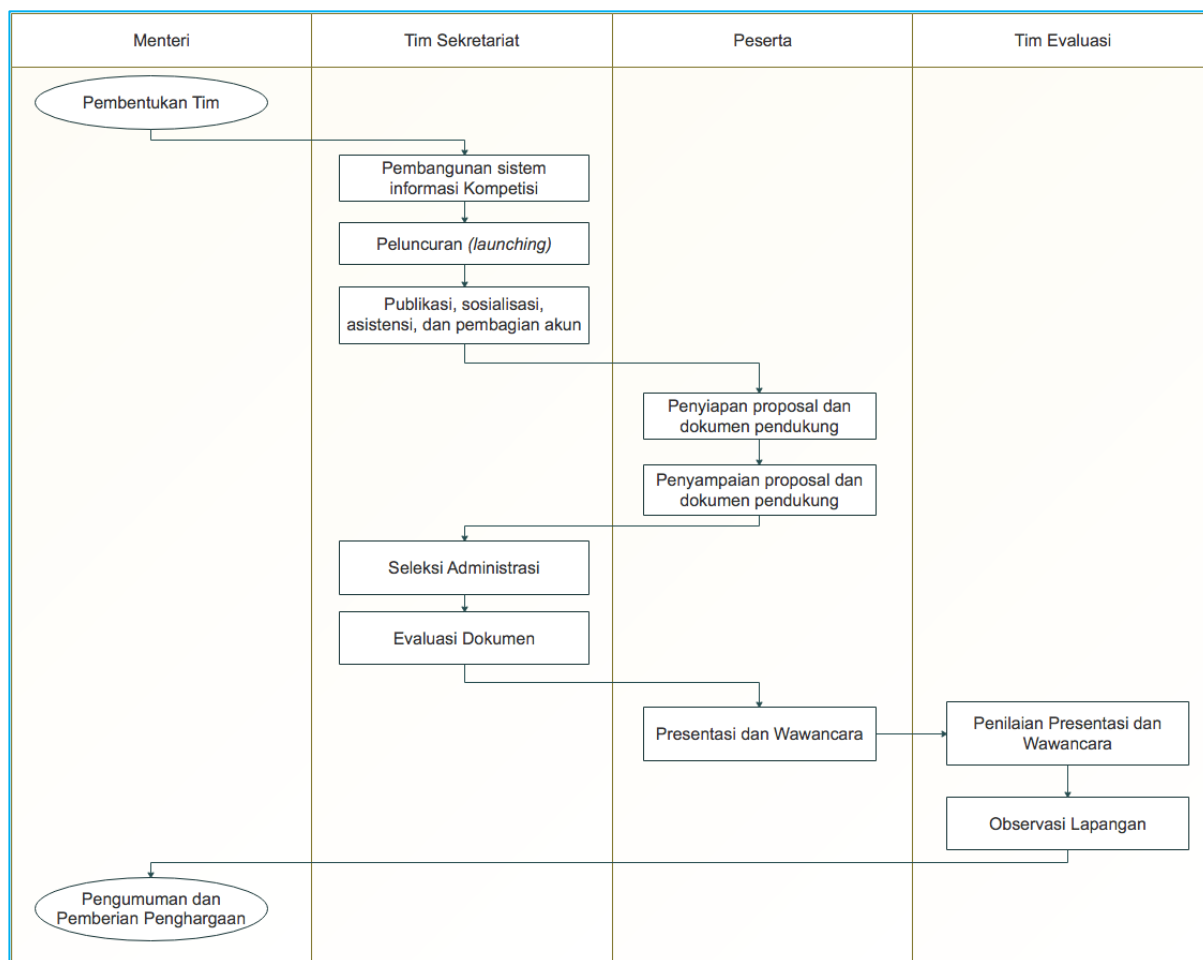 Menteri
Tim Sekretariat
Peserta
Tim Evaluasi
Pembentukan Tim
Pembangunan sistem
informasi Kompetisi
Peluncuran (launching)
Publikasi, sosialisasi,
asistensi, dan pembagian akun
Penyiapan proposal dan
dokumen pendukung
Penyampaian proposal dan
dokumen pendukung
Seleksi Administrasi
Evaluasi Dokumen
Presentasi dan Wawancara
Penilaian Presentasi dan
Wawancara
Observasi Lapangan
Pengumuman dan
Pemberian Penghargaan